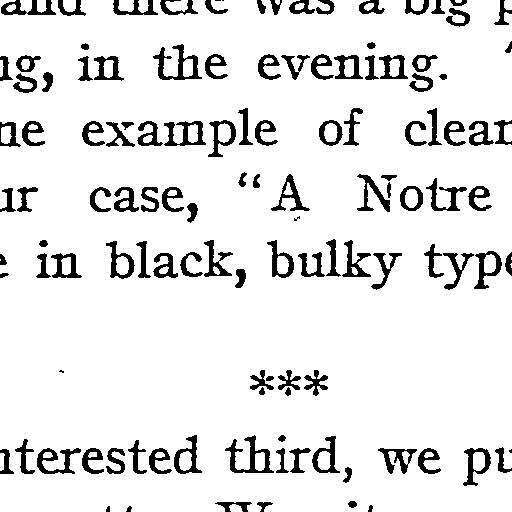 and there was a big
ng, in the evening.
ne example of clean
ur case, "A Notre
e in black, bulky type
***
nterested third, we pu